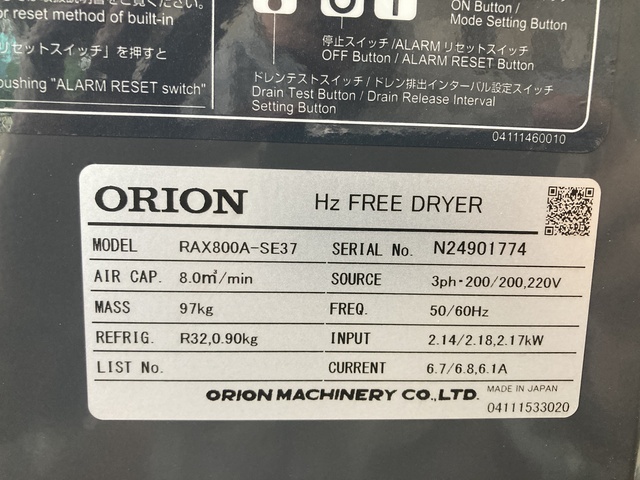 set method of built-in
ON Button /
Mode Setting Button
リセットスイッチ」を押すと
停止スイッチ/ALARM リセットスイッチ
OFF Button / ALARM RESET Button
pushing "ALARM RESET switch"
ドレンテストスイッチ / ドレン排出インターバル設定スイッチ
Drain Test Button / Drain Release Interval
Setting Button
04111460010
ORION Hz FREE DRYER
MODEL RAX800A-SE37 SERIAL No. N24901774
AIR CAP. 8.0㎥/min SOURCE 3ph-200/200,220V
MASS 97kg FREQ. 50/60Hz
REFRIG. R32,0.90kg INPUT 2.14/2.18,2.17kW
LIST No. CURRENT 6.7/6.8,6.1A
ORION MACHINERY CO.,LTD. MADE IN JAPAN
04111533020